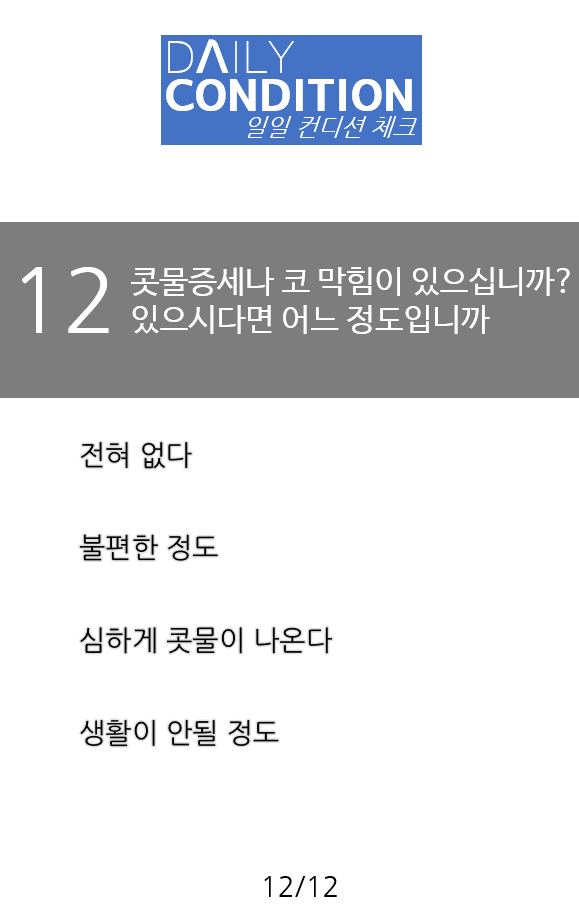 DAILY
CONDITION
일일 컨디션 체크
12 콧물증세나 코 막힘이 있으십니까?
있으시다면 어느 정도입니까
전혀 없다
불편한 정도
심하게 콧물이 나온다
생활이 안될 정도
12/12